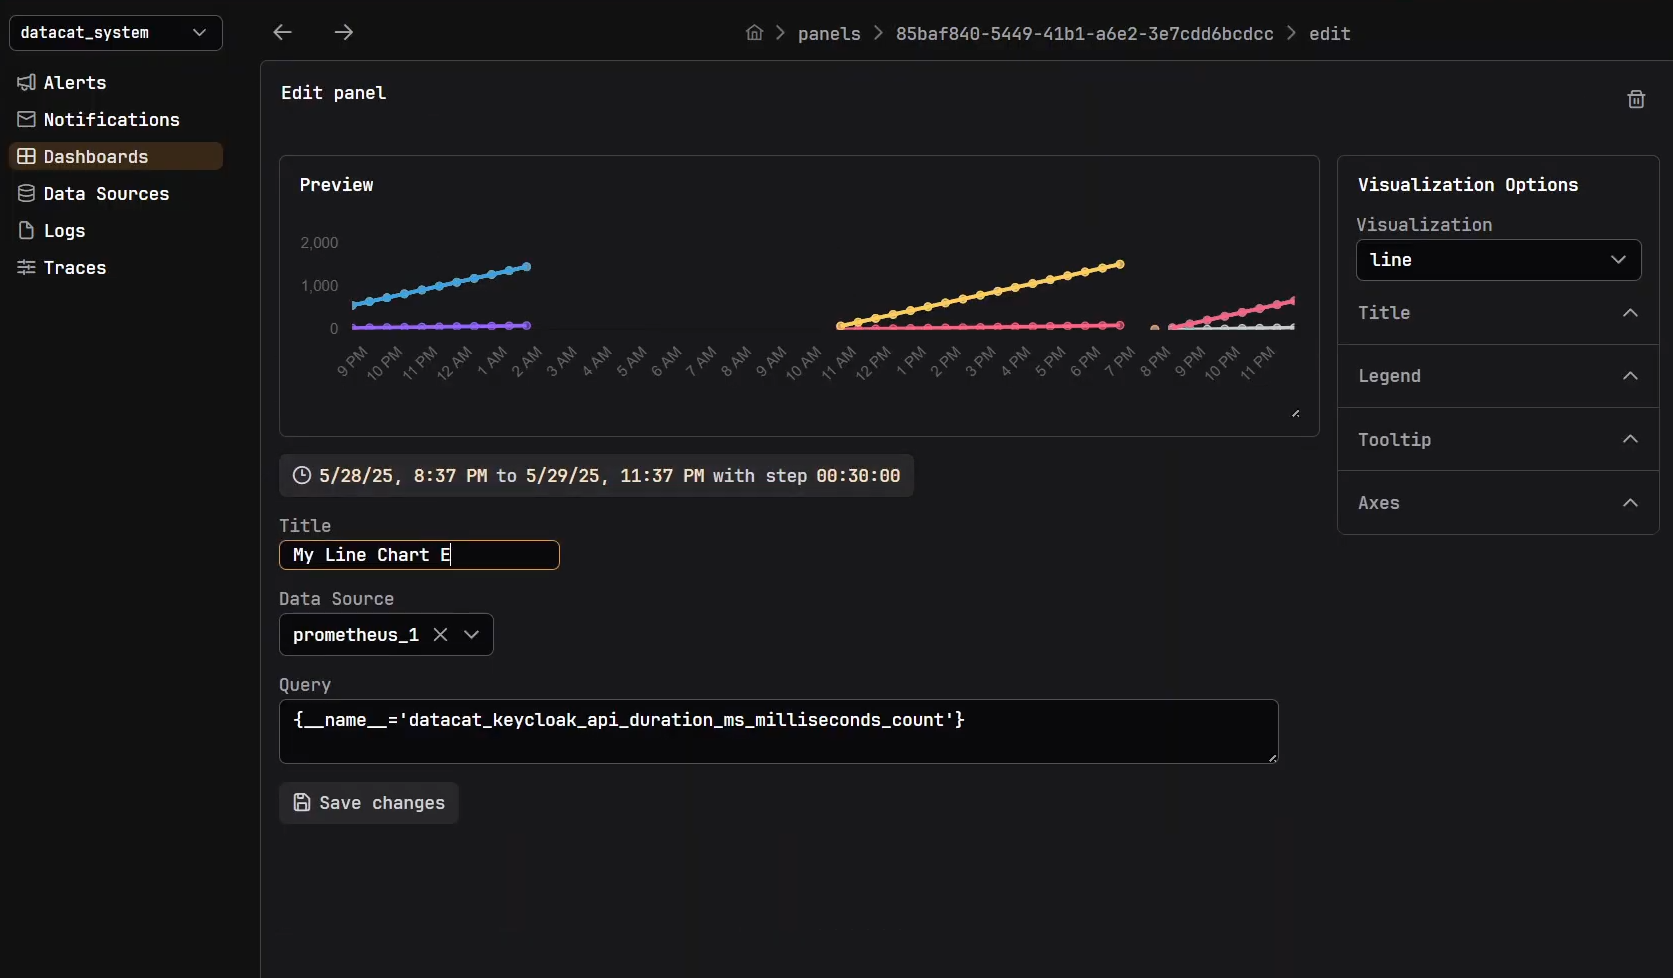 datacat_system
Alerts
Notifications
Dashboards
Data Sources
Logs
Traces
panels
85baf840-5449-41b1-a6e2-3e7cdd6bcdcc
edit
Edit panel
Preview
2,000
1,000
0
9 PM
10 PM
11 PM
12 AM
1 AM
2 AM
3 AM
4 AM
5 AM
6 AM
7 AM
8 AM
9 AM
10 AM
11 AM
12 PM
1 PM
2 PM
3 PM
4 PM
5 PM
6 PM
7 PM
8 PM
9 PM
10 PM
11 PM
5/28/25, 8:37 PM to 5/29/25, 11:37 PM with step 00:30:00
Title
My Line Chart E
Data Source
prometheus_1
Query
{__name__='datacat_keycloak_api_duration_ms_milliseconds_count'}
Save changes
Visualization Options
Visualization
line
Title
Legend
Tooltip
Axes